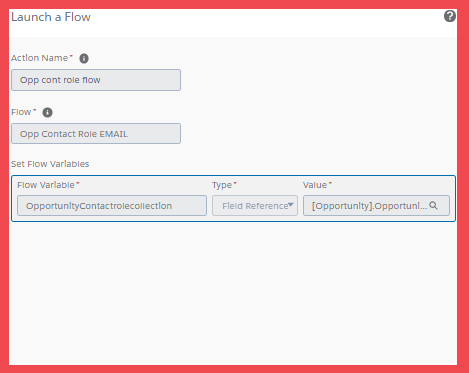 Launch a Flow
Action Name*
Opp cont role flow
Flow*
Opp Contact Role EMAIL
Set Flow Variables
Flow Variable* Type* Value*
OpportunityContactrolecollection Field Reference [Opportunity].Opportuni...